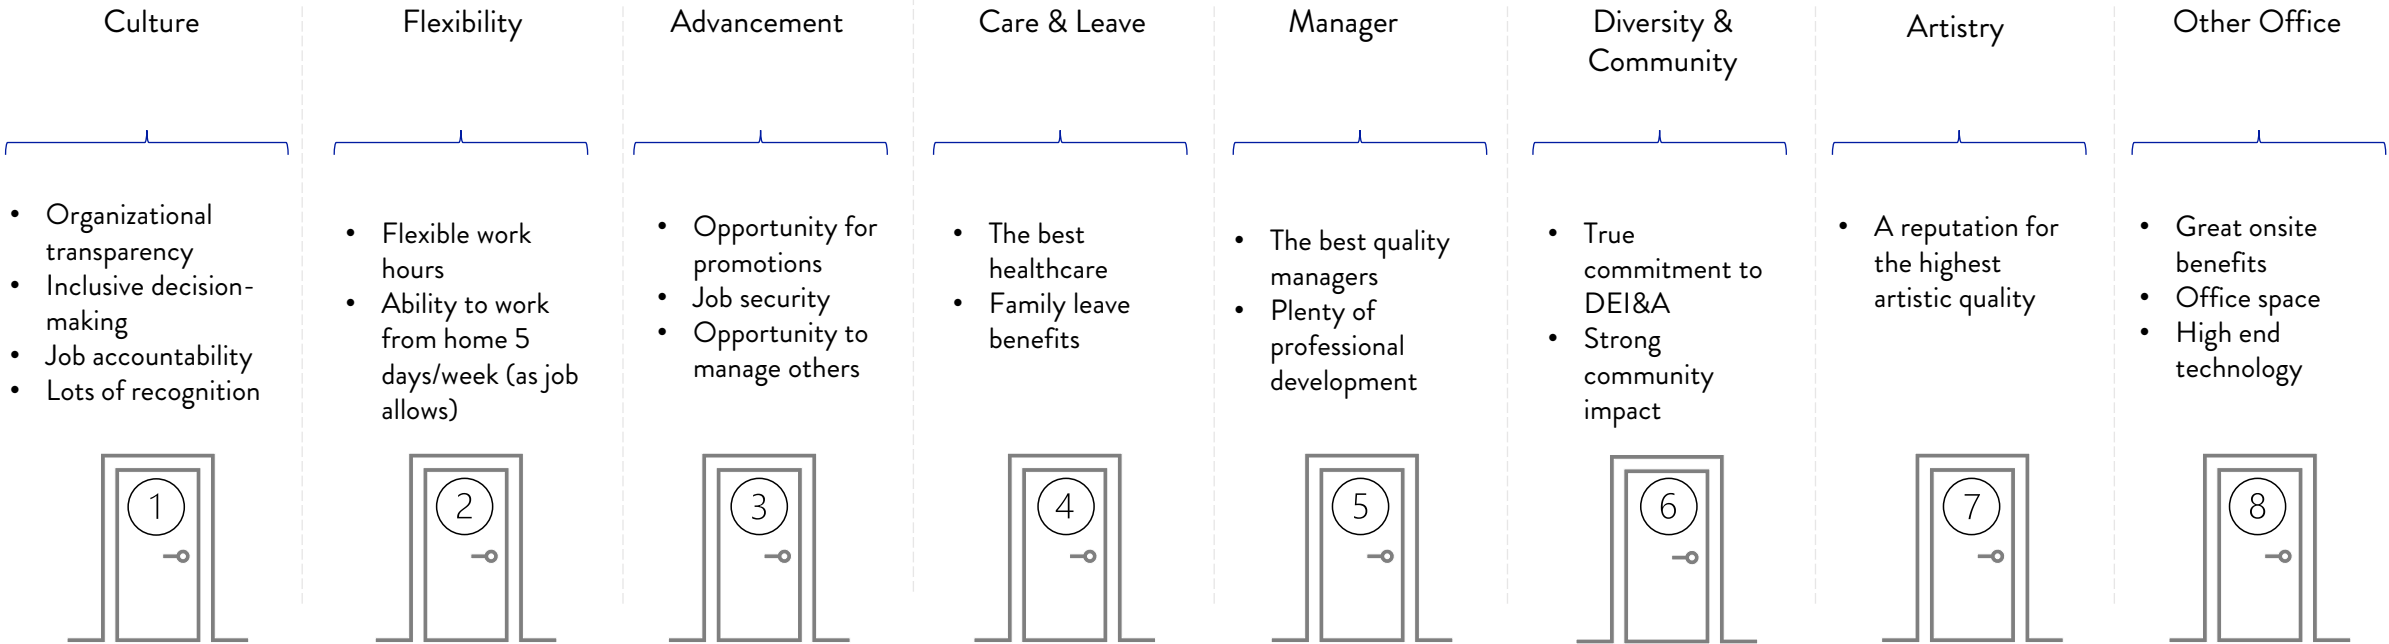 Culture
• Organizational
transparency
• Inclusive decision-
making
• Job accountability
• Lots of recognition
1
Flexibility
• Flexible work
hours
• Ability to work
from home 5
days/week (as job
allows)
2
Advancement
• Opportunity for
promotions
• Job security
• Opportunity to
manage others
3
Care & Leave
• The best
healthcare
• Family leave
benefits
4
Manager
• The best quality
managers
• Plenty of
professional
development
5
Diversity &
Community
• True
commitment to
DEI&A
• Strong
community
impact
6
Artistry
• A reputation for
the highest
artistic quality
7
Other Office
• Great onsite
benefits
• Office space
• High end
technology
8